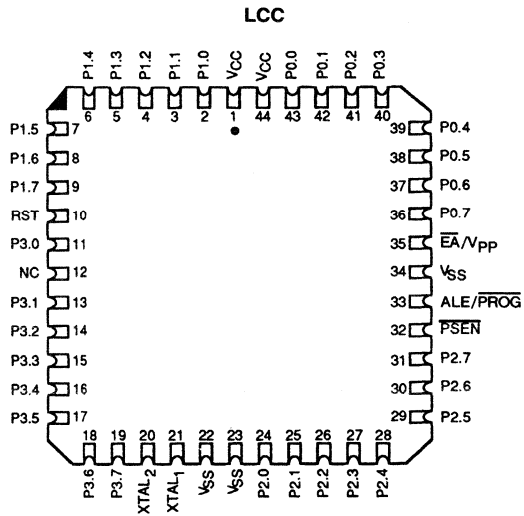 LCC
P1.4 P1.3 P1.2 P1.1 P1.0 VCC VCC P0.0 P0.1 P0.2 P0.3
6 5 4 3 2 1 44 43 42 41 40
P1.5 7 39 P0.4
P1.6 8 38 P0.5
P1.7 9 37 P0.6
RST 10 36 P0.7
P3.0 11 35 E̅A̅/VPP
NC 12 34 VSS
P3.1 13 33 ALE/P̅R̅O̅G̅
P3.2 14 32 P̅S̅E̅N̅
P3.3 15 31 P2.7
P3.4 16 30 P2.6
P3.5 17 29 P2.5
18 19 20 21 22 23 24 25 26 27 28
P3.6 P3.7 XTAL2 XTAL1 VSS VSS P2.0 P2.1 P2.2 P2.3 P2.4